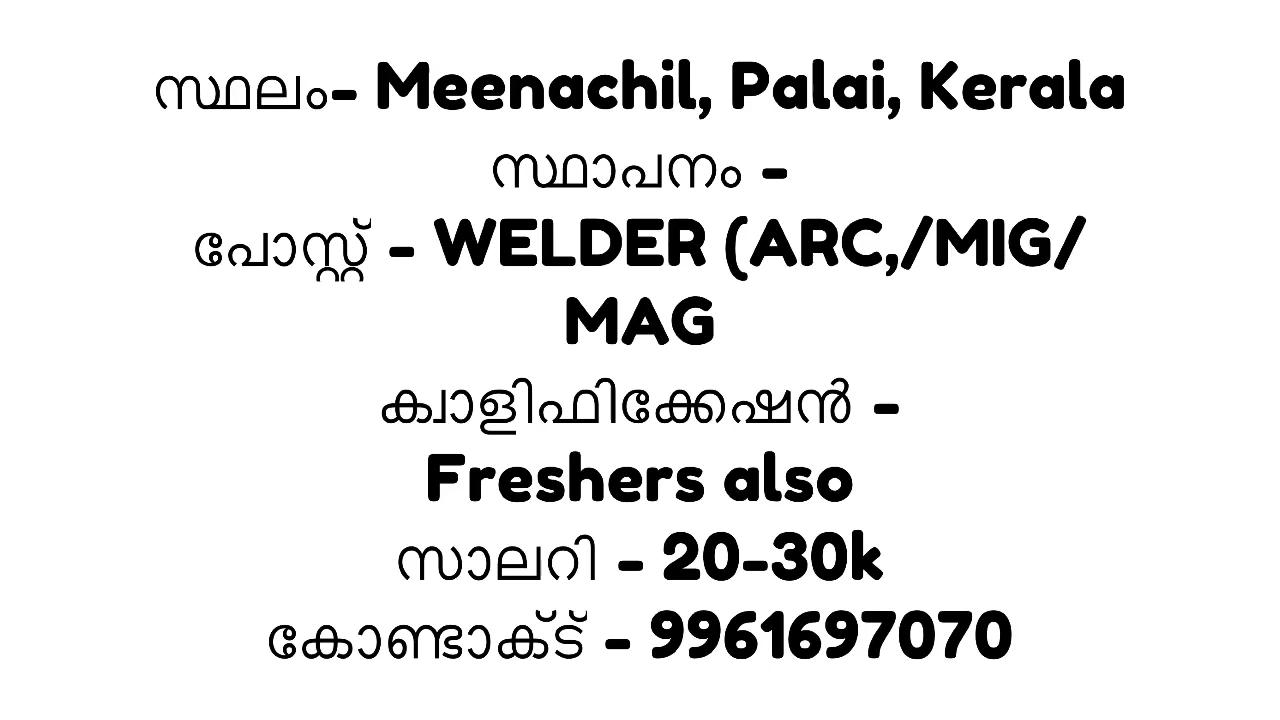 സ്ഥലം- Meenachil, Palai, Kerala
സ്ഥാപനം -
പോസ്റ്റ് - WELDER (ARC,/MIG/
MAG
ക്വാളിഫിക്കേഷൻ -
Freshers also
സാലറി - 20-30k
കോണ്ടാക്ട് - 9961697070